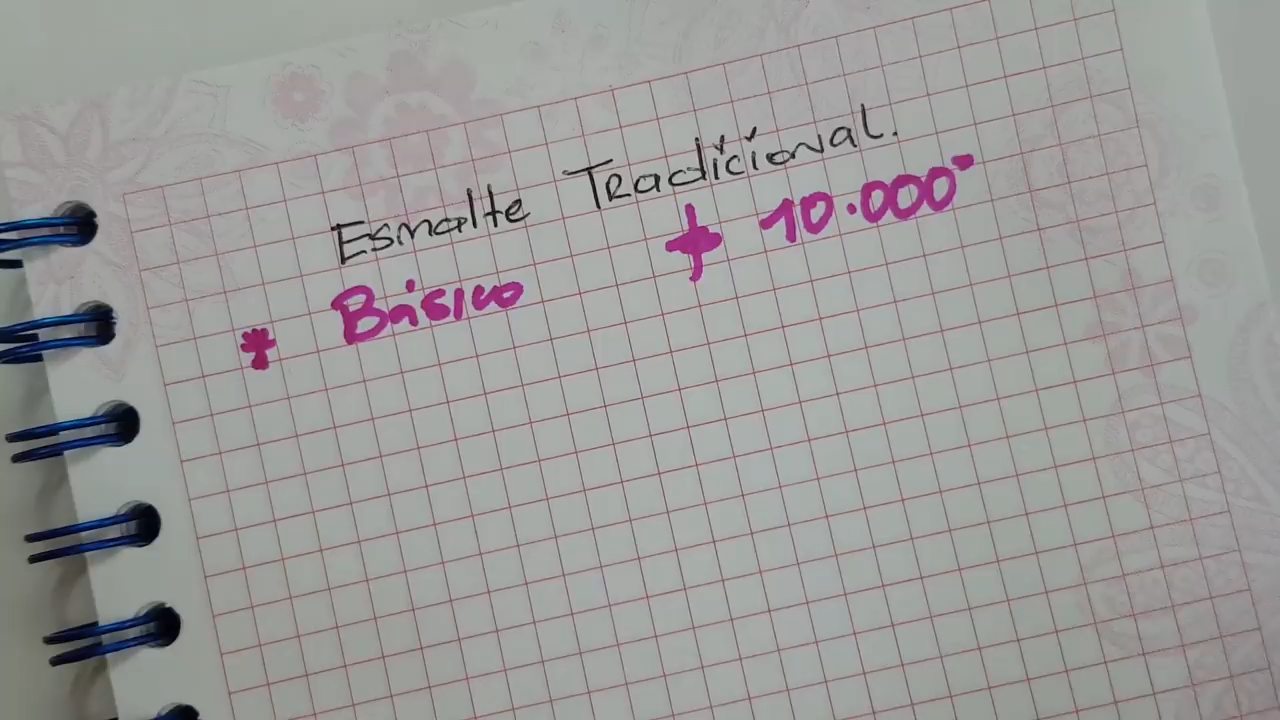 Esmalte Tradicional.
* Básico + 10.000